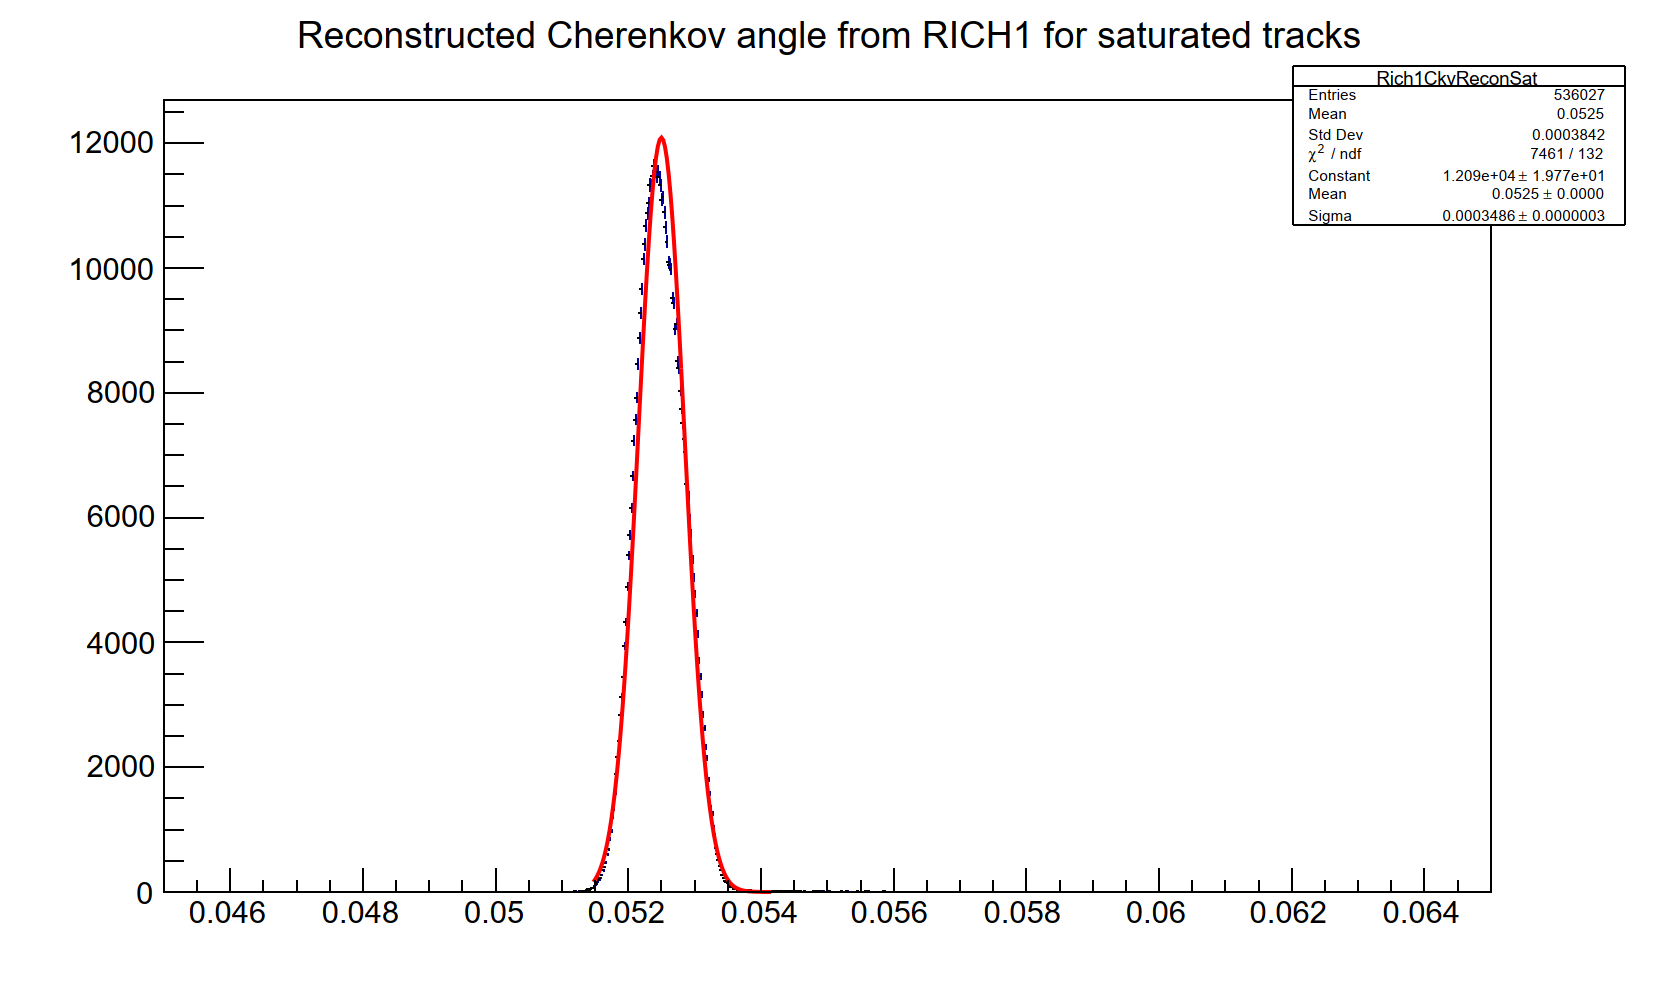 Reconstructed Cherenkov angle from RICH1 for saturated tracks
Rich1CkvReconSat
Entries 536027
Mean 0.0525
Std Dev 0.0003842
χ² / ndf 7461 / 132
Constant 1.209e+04 ± 1.977e+01
Mean 0.0525 ± 0.0000
Sigma 0.0003486 ± 0.0000003
12000
10000
8000
6000
4000
2000
0
0.046 0.048 0.05 0.052 0.054 0.056 0.058 0.06 0.062 0.064